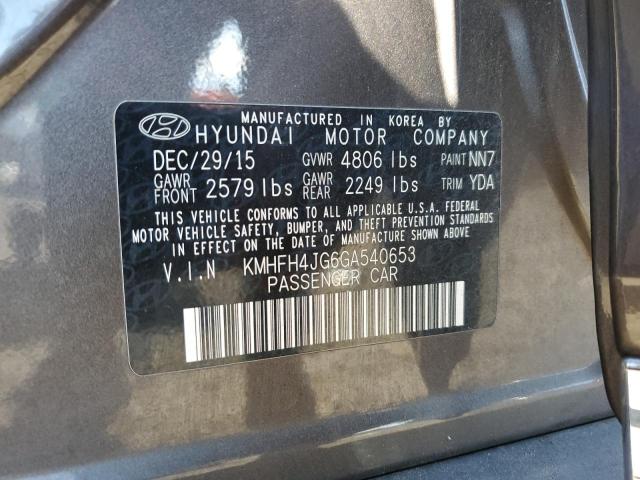 MANUFACTURED IN KOREA BY
HYUNDAI MOTOR COMPANY
DEC/29/15 GVWR 4806 lbs PAINT NN7
GAWR FRONT 2579 lbs GAWR REAR 2249 lbs TRIM YDA
THIS VEHICLE CONFORMS TO ALL APPLICABLE U.S.A. FEDERAL
MOTOR VEHICLE SAFETY, BUMPER, AND THEFT PREVENTION STANDARDS
IN EFFECT ON THE DATE OF MANUFACTURE SHOWN ABOVE.
V.I.N KMHFH4JG6GA540653
PASSENGER CAR